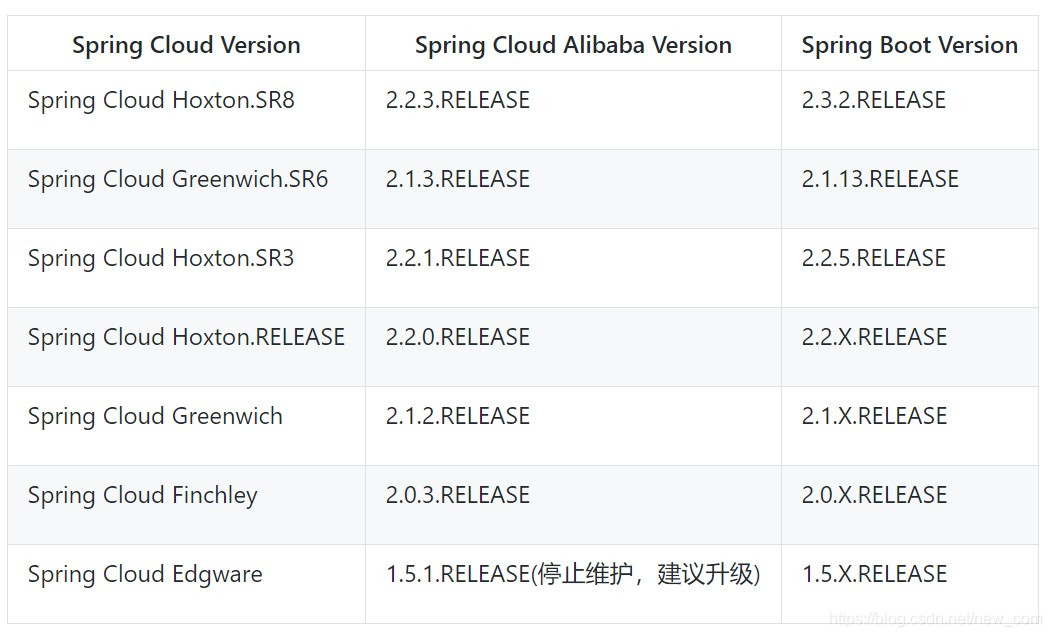 Spring Cloud Version Spring Cloud Alibaba Version Spring Boot Version
Spring Cloud Hoxton.SR8 2.2.3.RELEASE 2.3.2.RELEASE
Spring Cloud Greenwich.SR6 2.1.3.RELEASE 2.1.13.RELEASE
Spring Cloud Hoxton.SR3 2.2.1.RELEASE 2.2.5.RELEASE
Spring Cloud Hoxton.RELEASE 2.2.0.RELEASE 2.2.X.RELEASE
Spring Cloud Greenwich 2.1.2.RELEASE 2.1.X.RELEASE
Spring Cloud Finchley 2.0.3.RELEASE 2.0.X.RELEASE
Spring Cloud Edgware 1.5.1.RELEASE(停止维护，建议升级) 1.5.X.RELEASE
https://blog.csdn.net/new_com